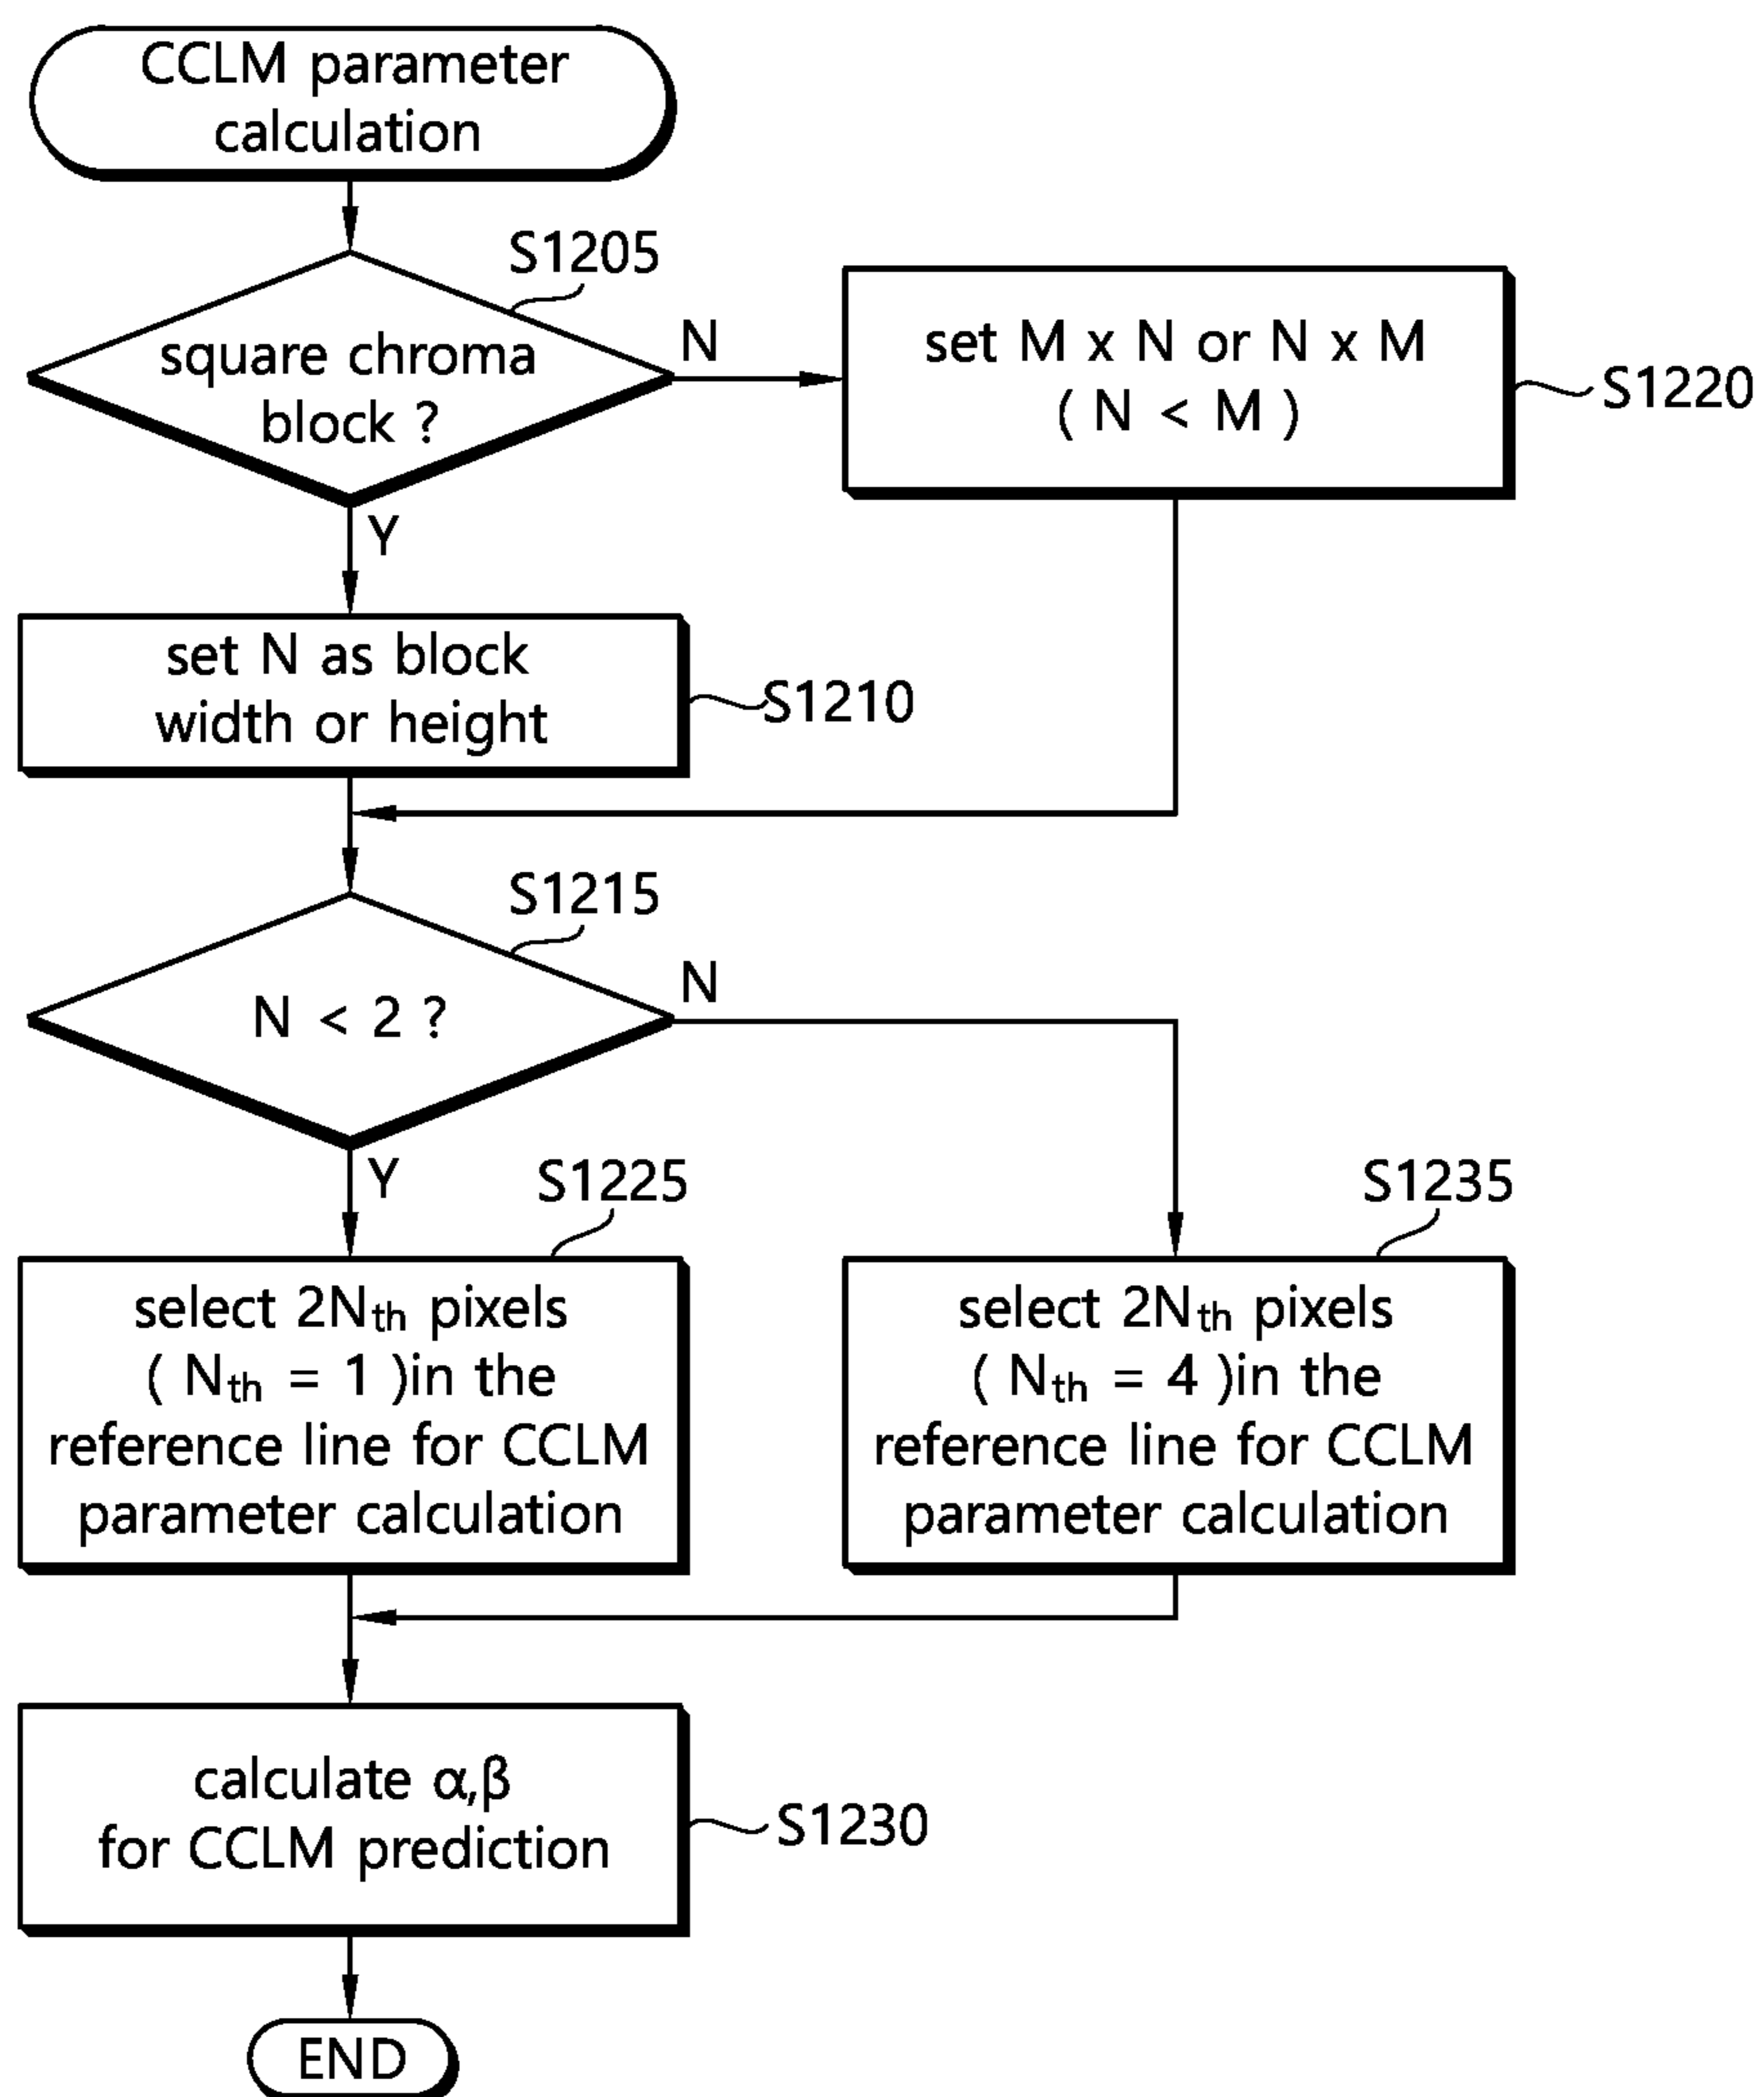 CCLM parameter
calculation
S1205
square chroma
block ?
N
set M x N or N x M
( N < M )
S1220
Y
set N as block
width or height
S1210
S1215
N < 2 ?
N
Y
S1225
select 2Nth pixels
( Nth = 1 )in the
reference line for CCLM
parameter calculation
S1235
select 2Nth pixels
( Nth = 4 )in the
reference line for CCLM
parameter calculation
calculate α,β
for CCLM prediction
S1230
END